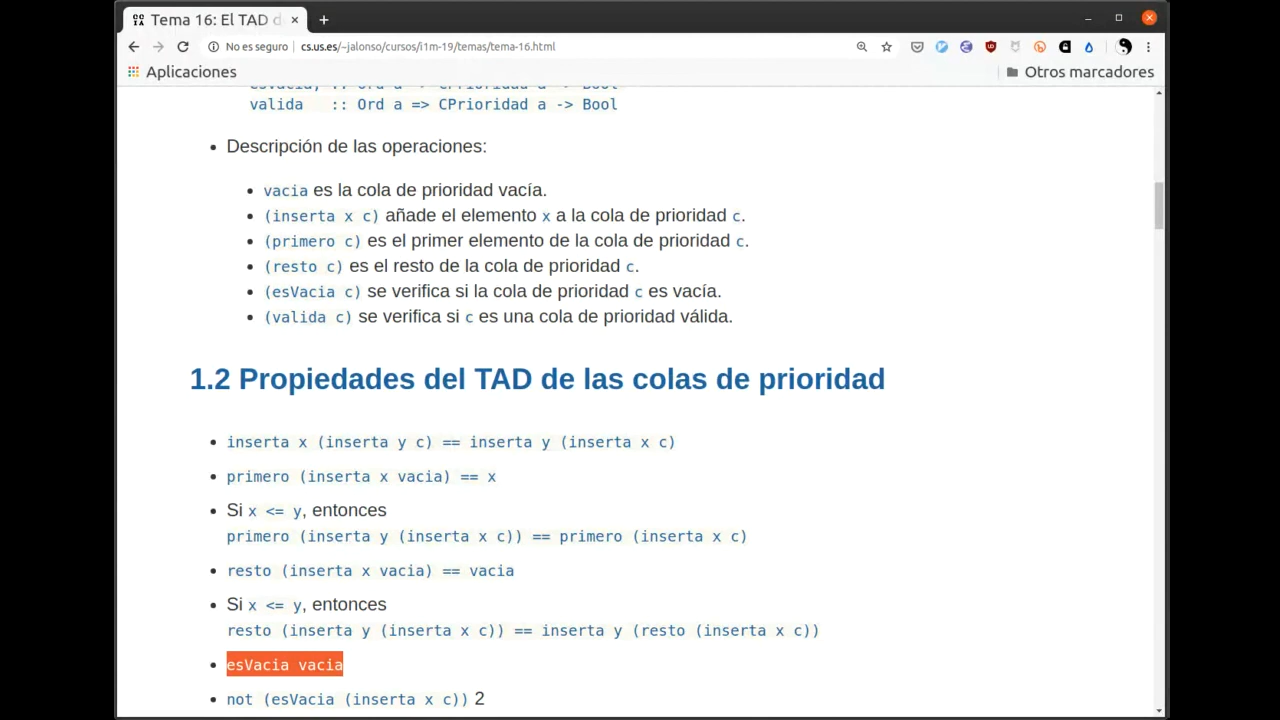 Tema 16: El TAD d
No es seguro cs.us.es/~jalonso/cursos/i1m-19/temas/tema-16.html
Aplicaciones
Otros marcadores
esVacia, :: Ord a => CPrioridad a -> Bool
valida :: Ord a => CPrioridad a -> Bool
Descripción de las operaciones:
vacia es la cola de prioridad vacía.
(inserta x c) añade el elemento x a la cola de prioridad c.
(primero c) es el primer elemento de la cola de prioridad c.
(resto c) es el resto de la cola de prioridad c.
(esVacia c) se verifica si la cola de prioridad c es vacía.
(valida c) se verifica si c es una cola de prioridad válida.
1.2 Propiedades del TAD de las colas de prioridad
inserta x (inserta y c) == inserta y (inserta x c)
primero (inserta x vacia) == x
Si x <= y, entonces
primero (inserta y (inserta x c)) == primero (inserta x c)
resto (inserta x vacia) == vacia
Si x <= y, entonces
resto (inserta y (inserta x c)) == inserta y (resto (inserta x c))
esVacia vacia
not (esVacia (inserta x c)) 2